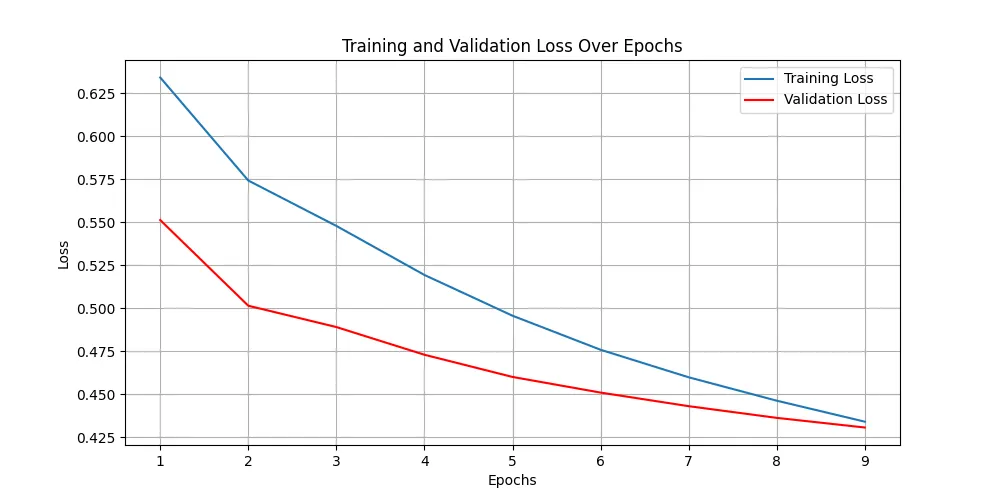 Training and Validation Loss Over Epochs
Training Loss
Validation Loss
0.625
0.600
0.575
0.550
0.525
0.500
0.475
0.450
0.425
Loss
1 2 3 4 5 6 7 8 9
Epochs